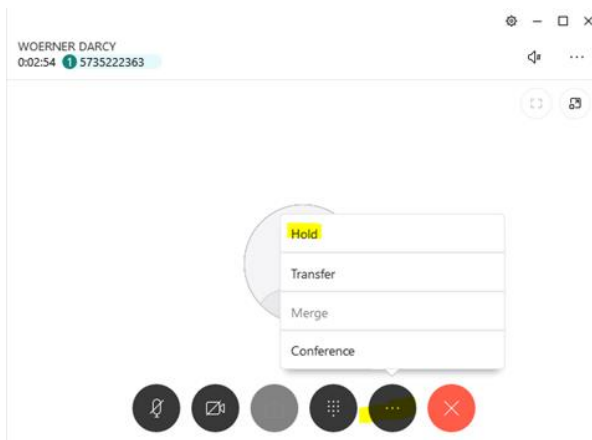 WOERNER DARCY
0:02:54 1 5735222363
Hold
Transfer
Merge
Conference